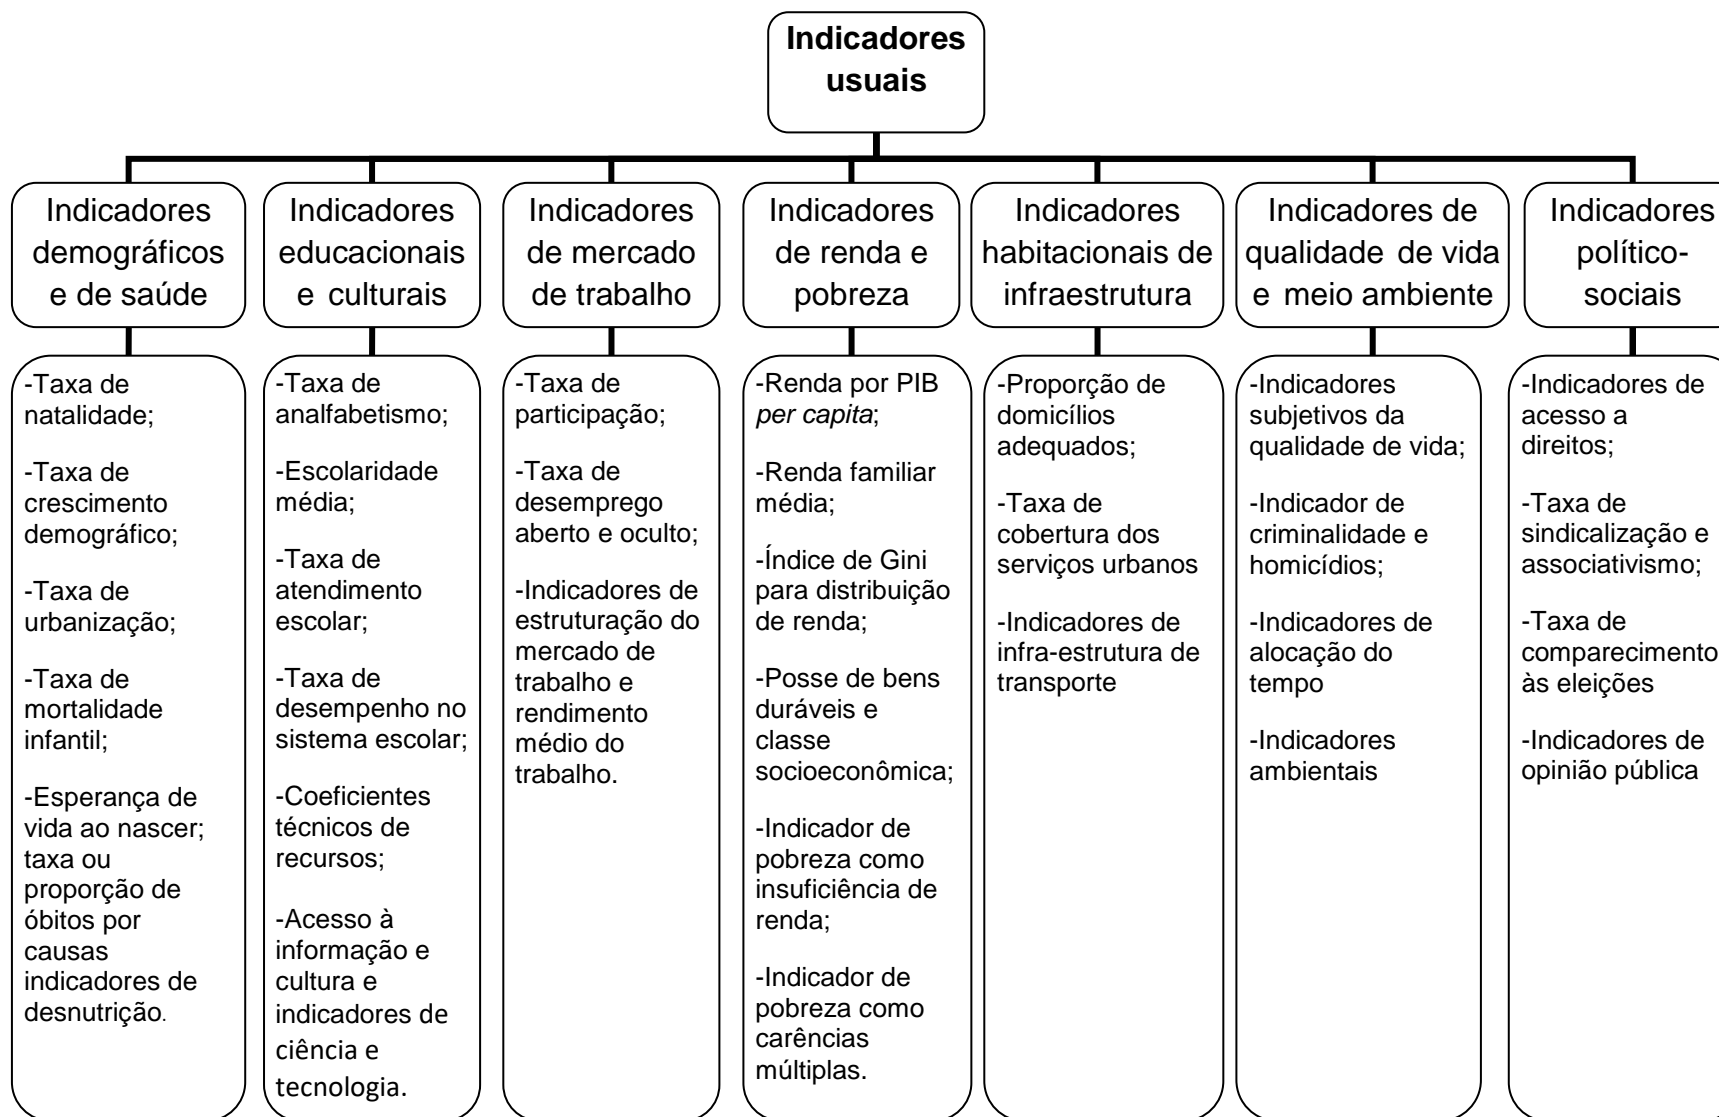 Indicadores
usuais
Indicadores
demográficos
e de saúde
Indicadores
educacionais
e culturais
Indicadores
de mercado
de trabalho
Indicadores
de renda e
pobreza
Indicadores
habitacionais de
infraestrutura
Indicadores de
qualidade de vida
e meio ambiente
Indicadores
político-
sociais
-Taxa de
natalidade;
-Taxa de
crescimento
demográfico;
-Taxa de
urbanização;
-Taxa de
mortalidade
infantil;
-Esperança de
vida ao nascer;
taxa ou
proporção de
óbitos por
causas
indicadores de
desnutrição.
-Taxa de
analfabetismo;
-Escolaridade
média;
-Taxa de
atendimento
escolar;
-Taxa de
desempenho no
sistema escolar;
-Coeficientes
técnicos de
recursos;
-Acesso à
informação e
cultura e
indicadores de
ciência e
tecnologia.
-Taxa de
participação;
-Taxa de
desemprego
aberto e oculto;
-Indicadores de
estruturação do
mercado de
trabalho e
rendimento
médio do
trabalho.
-Renda por PIB
per capita;
-Renda familiar
média;
-Índice de Gini
para distribuição
de renda;
-Posse de bens
duráveis e
classe
socioeconômica;
-Indicador de
pobreza como
insuficiência de
renda;
-Indicador de
pobreza como
carências
múltiplas.
-Proporção de
domicílios
adequados;
-Taxa de
cobertura dos
serviços urbanos
-Indicadores de
infra-estrutura de
transporte
-Indicadores
subjetivos da
qualidade de vida;
-Indicador de
criminalidade e
homicídios;
-Indicadores de
alocação do
tempo
-Indicadores
ambientais
-Indicadores de
acesso a
direitos;
-Taxa de
sindicalização e
associativismo;
-Taxa de
comparecimento
às eleições
-Indicadores de
opinião pública